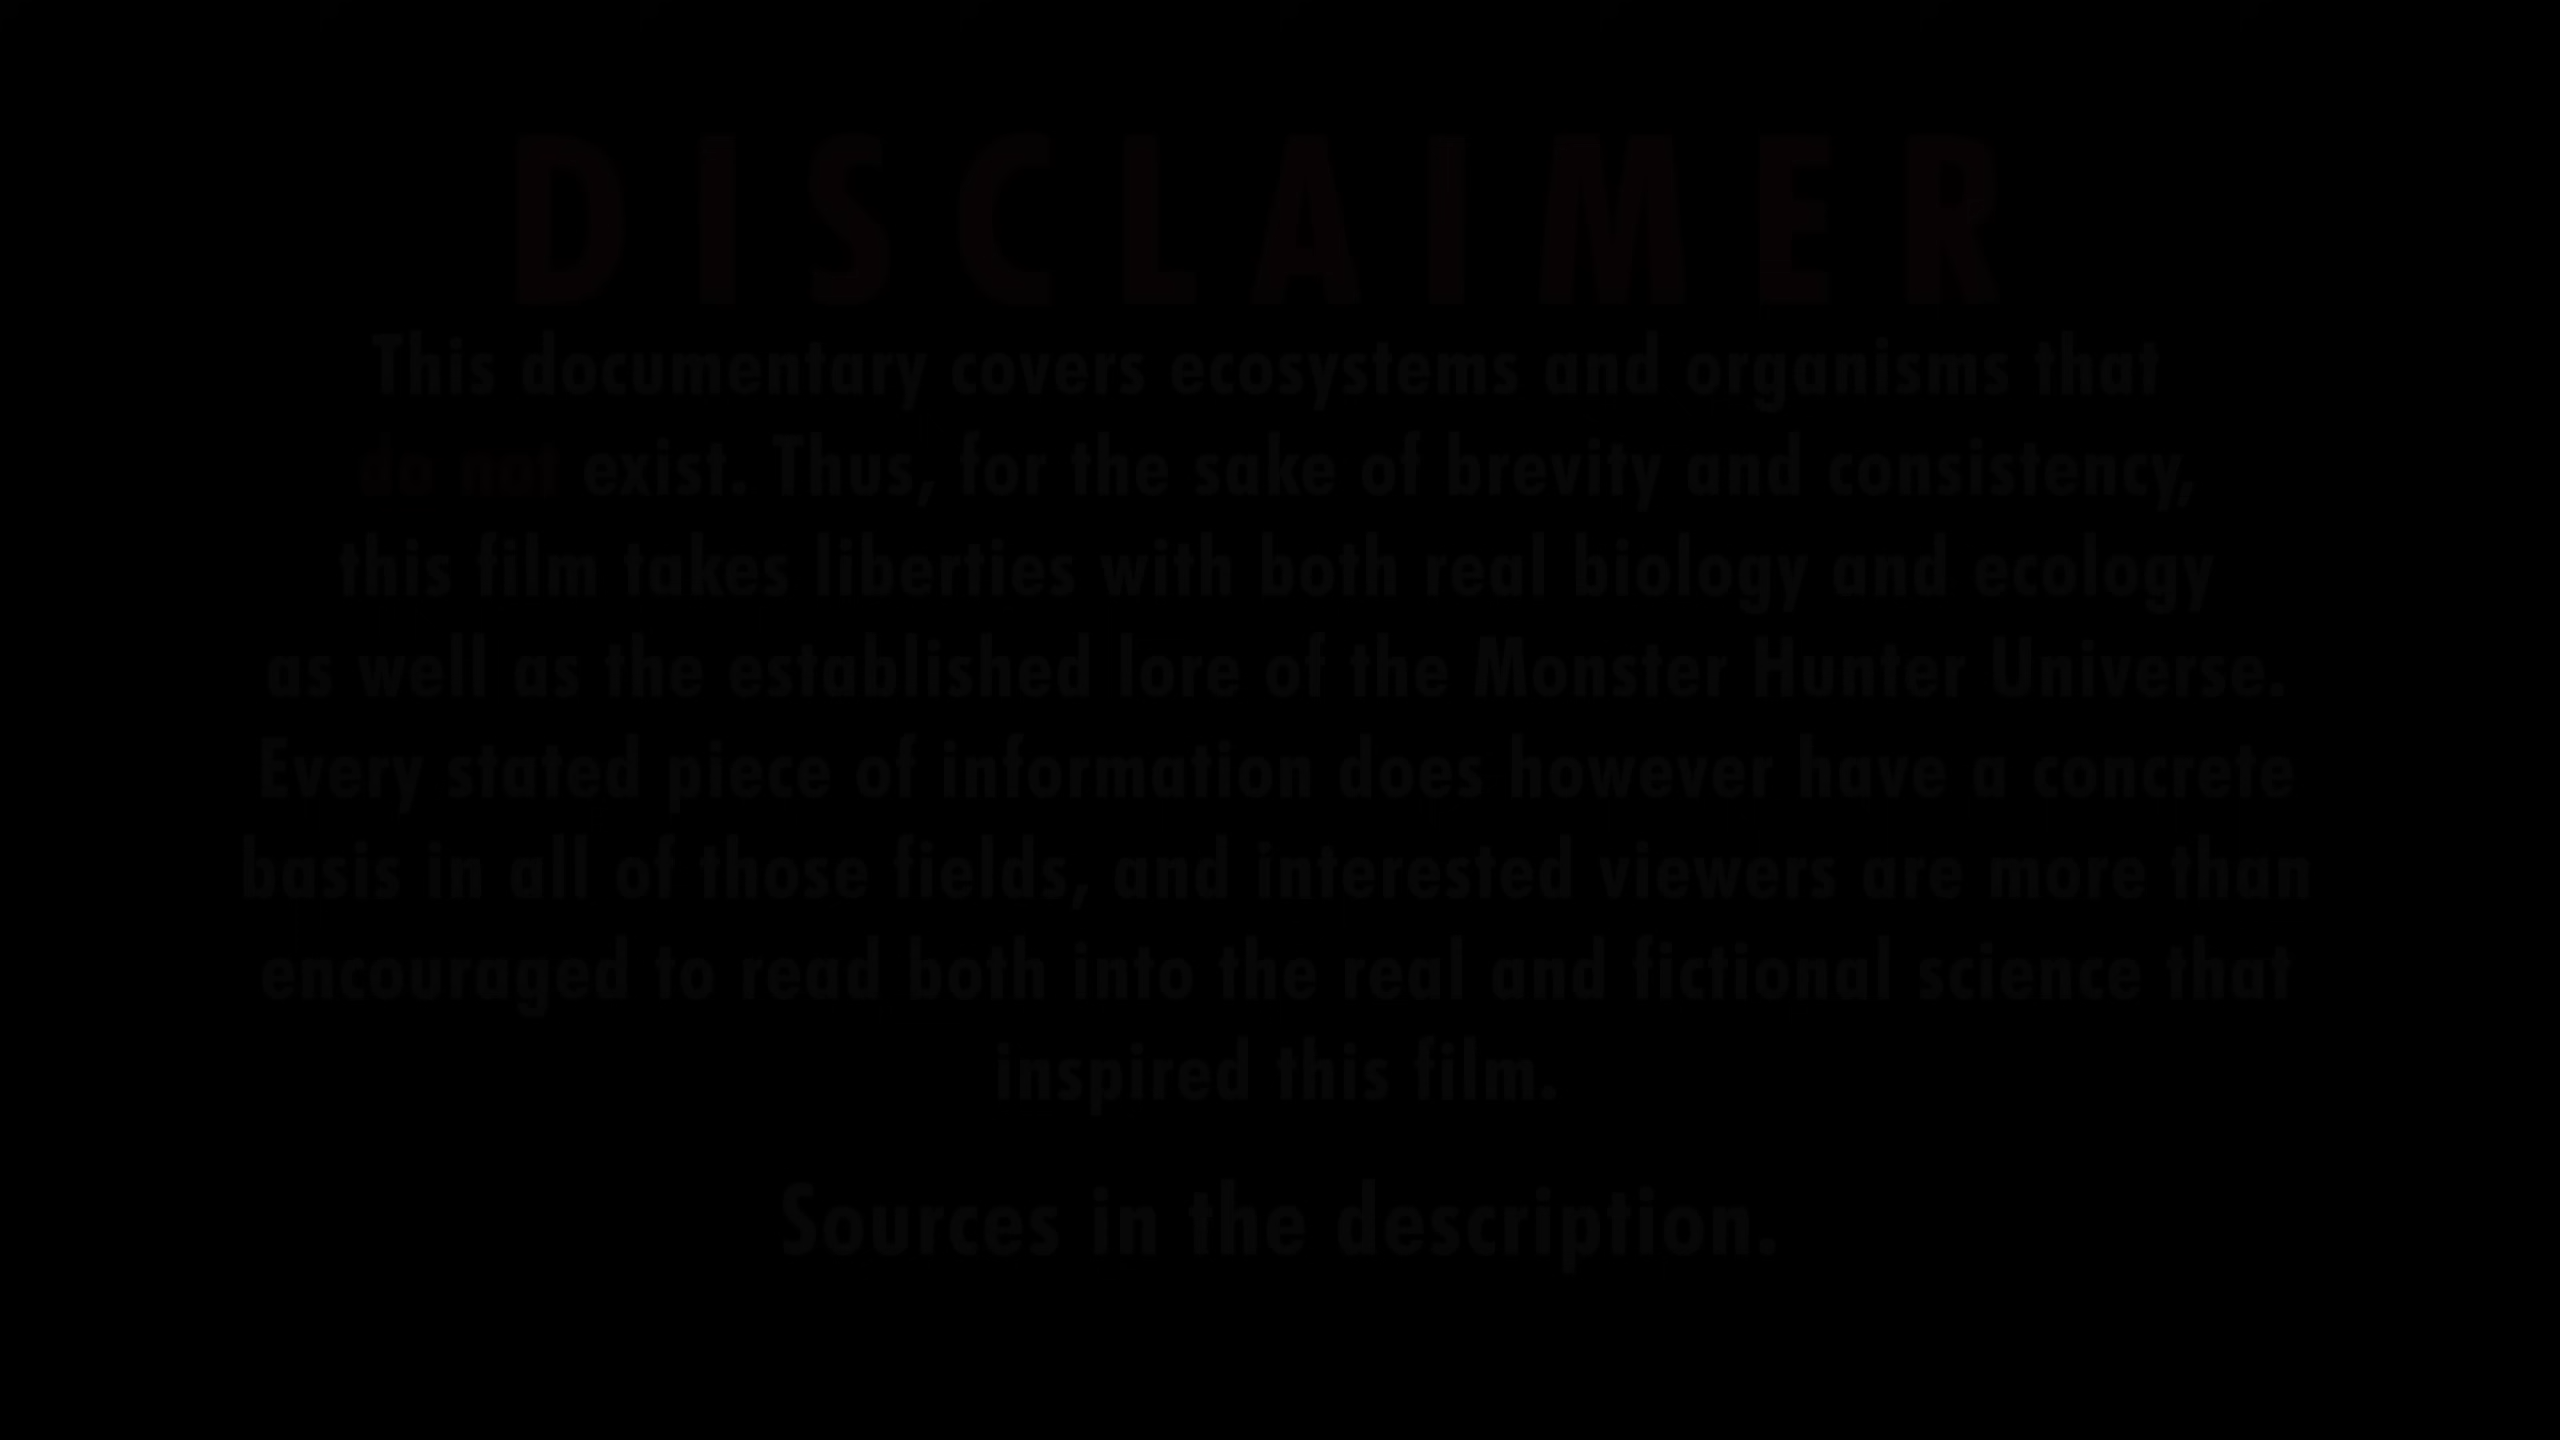 DISCLAIMER
This documentary covers ecosystems and organisms that
do not exist. Thus, for the sake of brevity and consistency,
this film takes liberties with both real biology and ecology
as well as the established lore of the Monster Hunter Universe.
Every stated piece of information does however have a concrete
basis in all of those fields, and interested viewers are more than
encouraged to read both into the real and fictional science that
inspired this film.
Sources in the description.